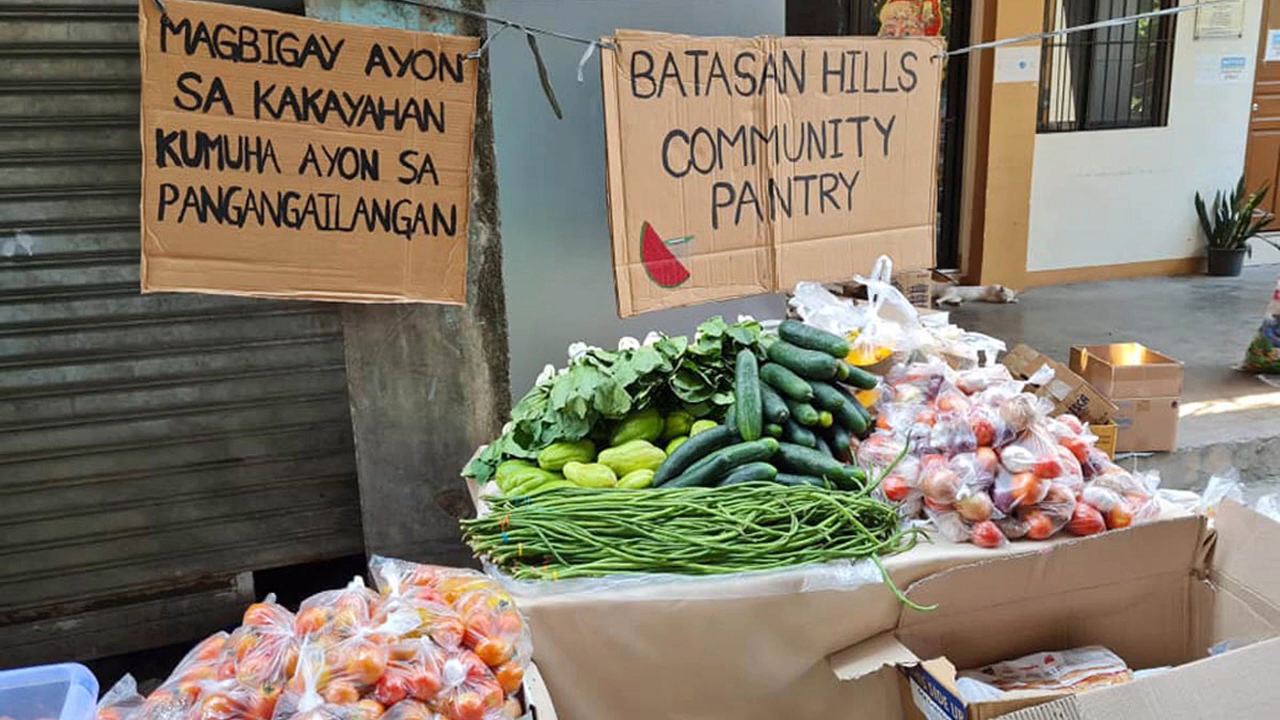 MAGBIGAY AYON
SA KAKAYAHAN
KUMUHA AYON SA
PANGANGAILANGAN
BATASAN HILLS
COMMUNITY
PANTRY